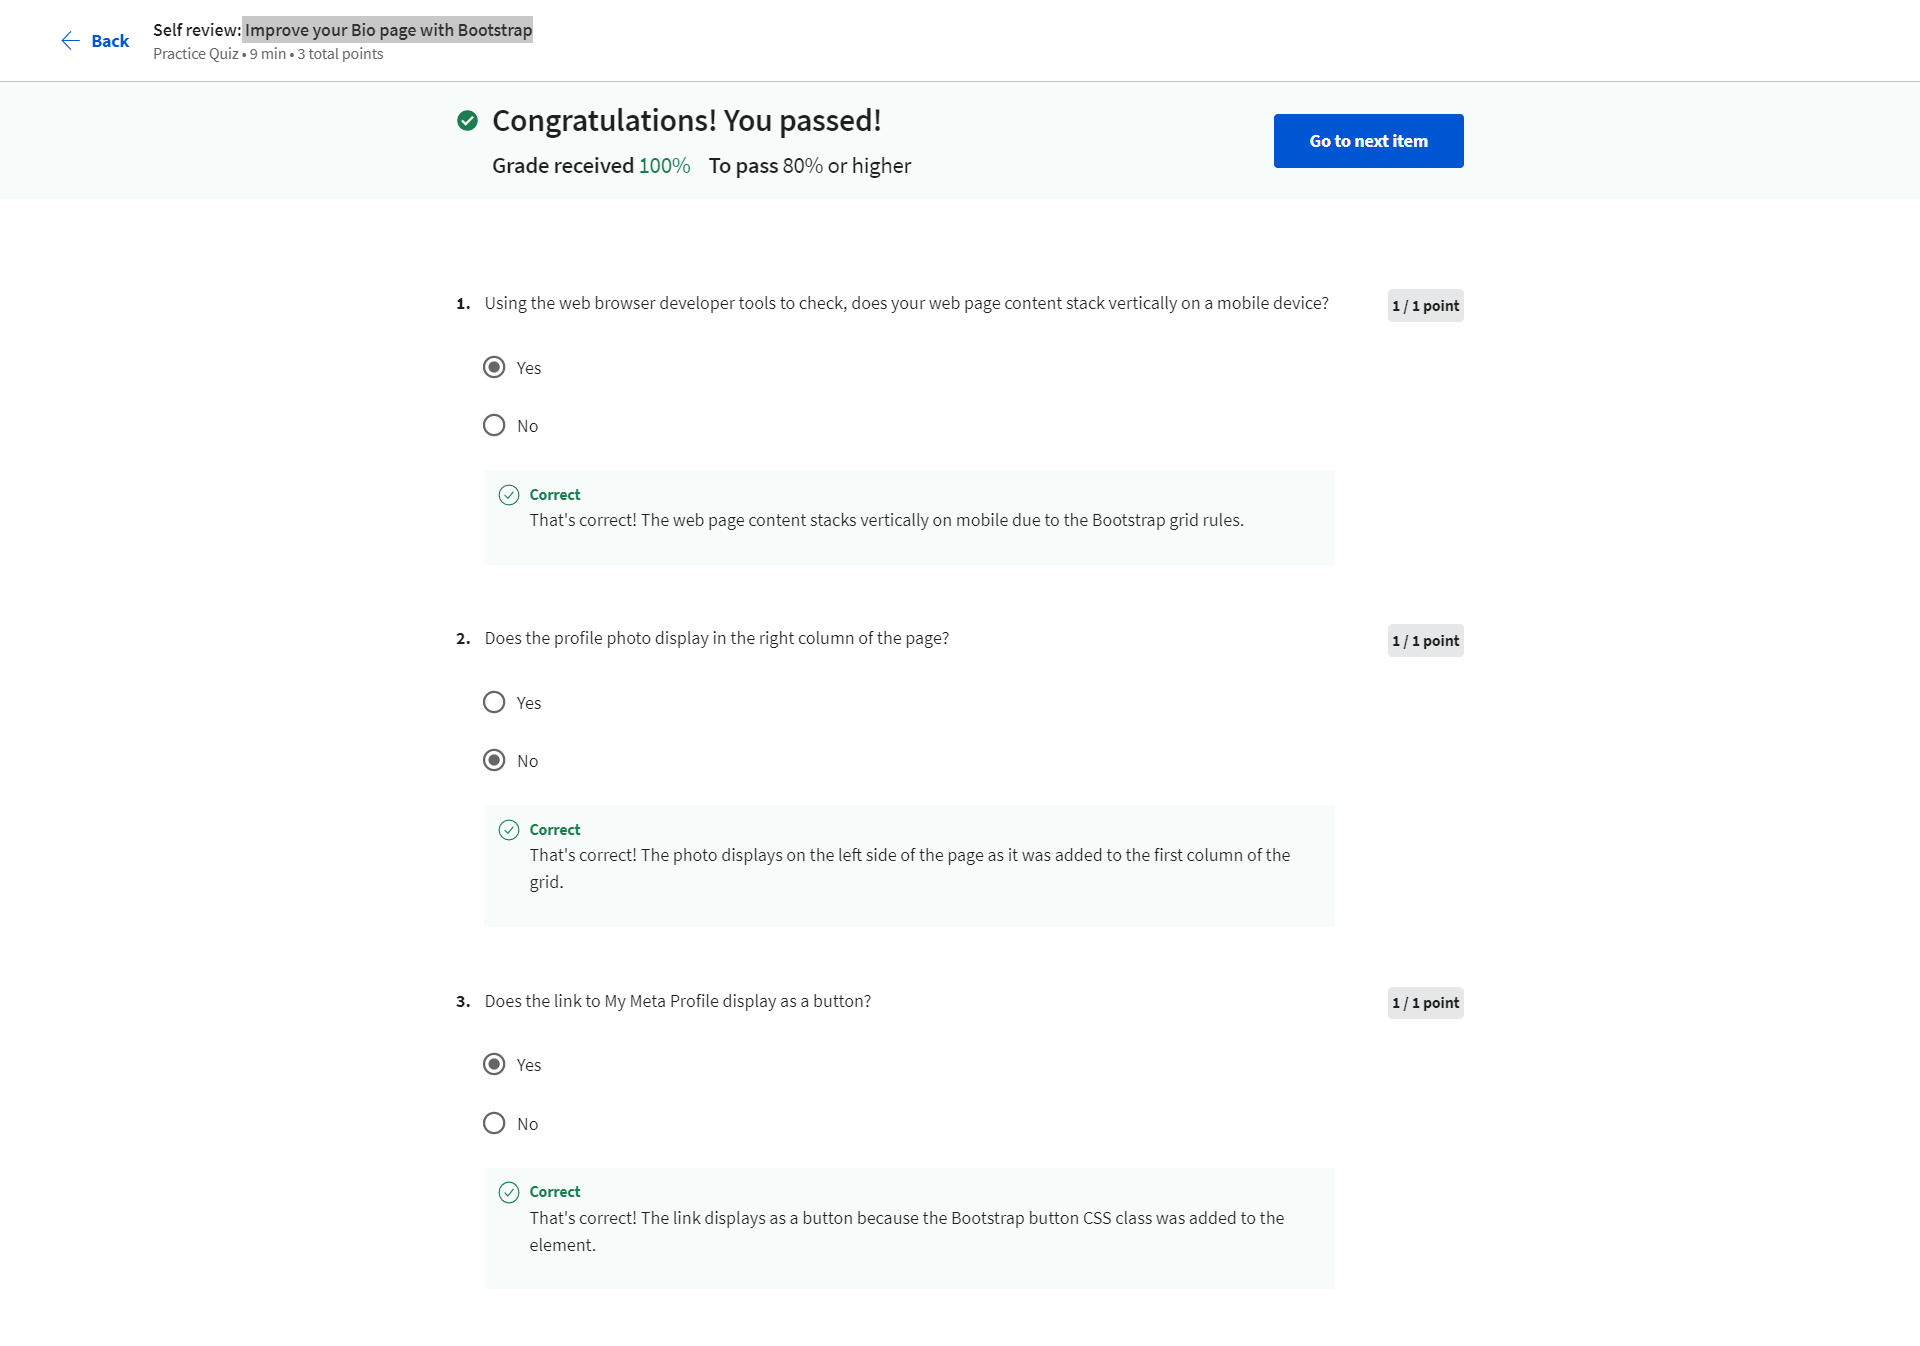 Back
Self review: Improve your Bio page with Bootstrap
Practice Quiz • 9 min • 3 total points
Congratulations! You passed!
Grade received 100% To pass 80% or higher
Go to next item
1. Using the web browser developer tools to check, does your web page content stack vertically on a mobile device?
1 / 1 point
Yes
No
Correct
That's correct! The web page content stacks vertically on mobile due to the Bootstrap grid rules.
2. Does the profile photo display in the right column of the page?
1 / 1 point
Yes
No
Correct
That's correct! The photo displays on the left side of the page as it was added to the first column of the
grid.
3. Does the link to My Meta Profile display as a button?
1 / 1 point
Yes
No
Correct
That's correct! The link displays as a button because the Bootstrap button CSS class was added to the
element.